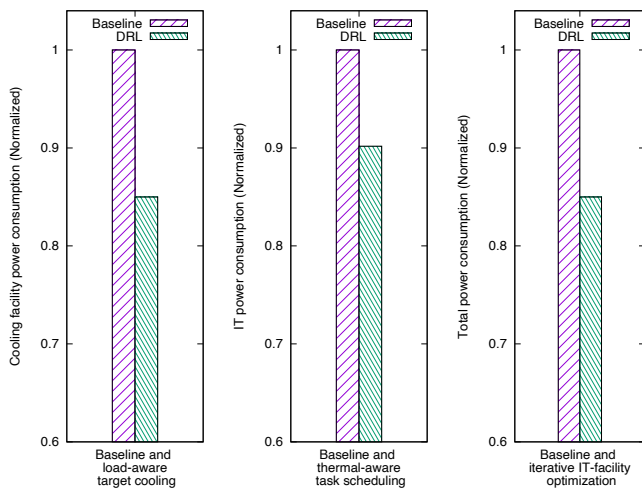 Baseline
DRL
1
0.9
0.8
0.7
0.6
Cooling facility power consumption (Normalized)
Baseline and
load-aware
target cooling
Baseline
DRL
1
0.9
0.8
0.7
0.6
IT power consumption (Normalized)
Baseline and
thermal-aware
task scheduling
Baseline
DRL
1
0.9
0.8
0.7
0.6
Total power consumption (Normalized)
Baseline and
iterative IT-facility
optimization